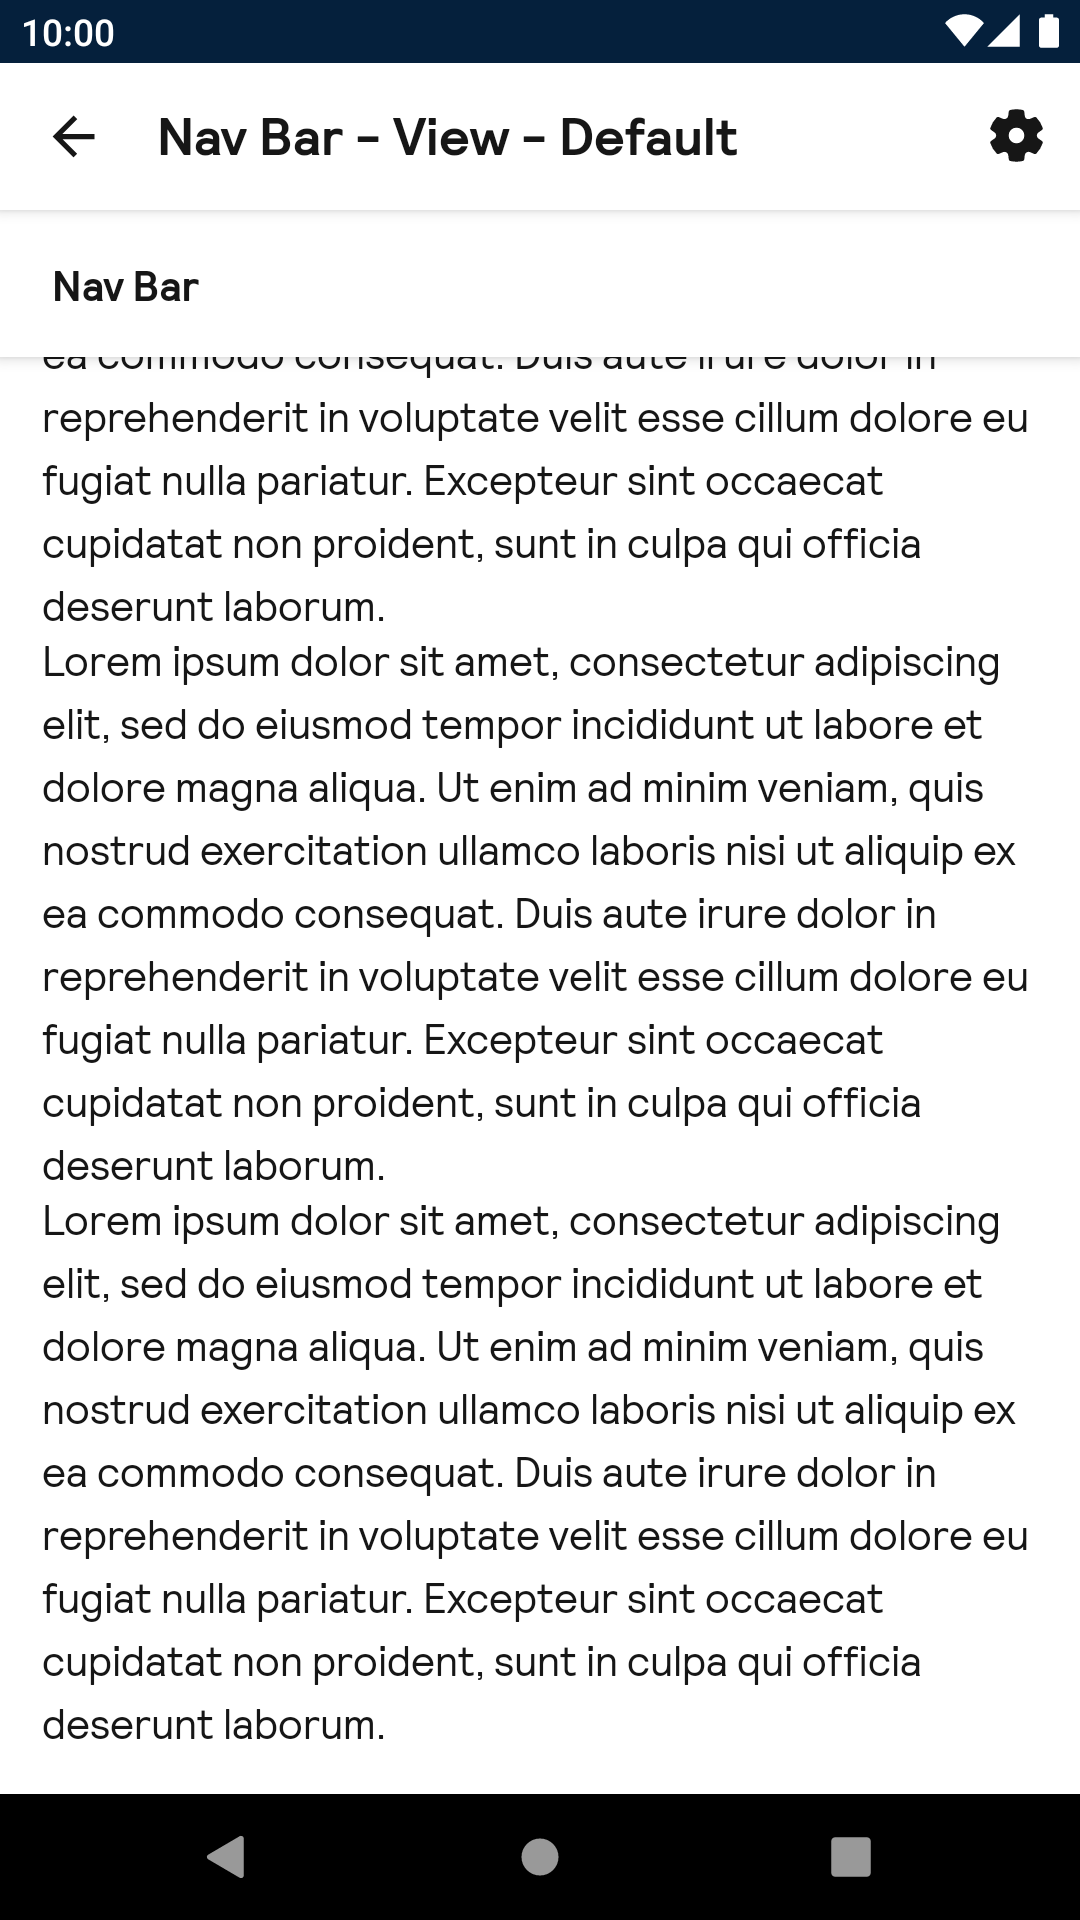 10:00
Nav Bar - View - Default
Nav Bar
ea commodo consequat. Duis aute irure dolor in
reprehenderit in voluptate velit esse cillum dolore eu
fugiat nulla pariatur. Excepteur sint occaecat
cupidatat non proident, sunt in culpa qui officia
deserunt laborum.
Lorem ipsum dolor sit amet, consectetur adipiscing
elit, sed do eiusmod tempor incididunt ut labore et
dolore magna aliqua. Ut enim ad minim veniam, quis
nostrud exercitation ullamco laboris nisi ut aliquip ex
ea commodo consequat. Duis aute irure dolor in
reprehenderit in voluptate velit esse cillum dolore eu
fugiat nulla pariatur. Excepteur sint occaecat
cupidatat non proident, sunt in culpa qui officia
deserunt laborum.
Lorem ipsum dolor sit amet, consectetur adipiscing
elit, sed do eiusmod tempor incididunt ut labore et
dolore magna aliqua. Ut enim ad minim veniam, quis
nostrud exercitation ullamco laboris nisi ut aliquip ex
ea commodo consequat. Duis aute irure dolor in
reprehenderit in voluptate velit esse cillum dolore eu
fugiat nulla pariatur. Excepteur sint occaecat
cupidatat non proident, sunt in culpa qui officia
deserunt laborum.